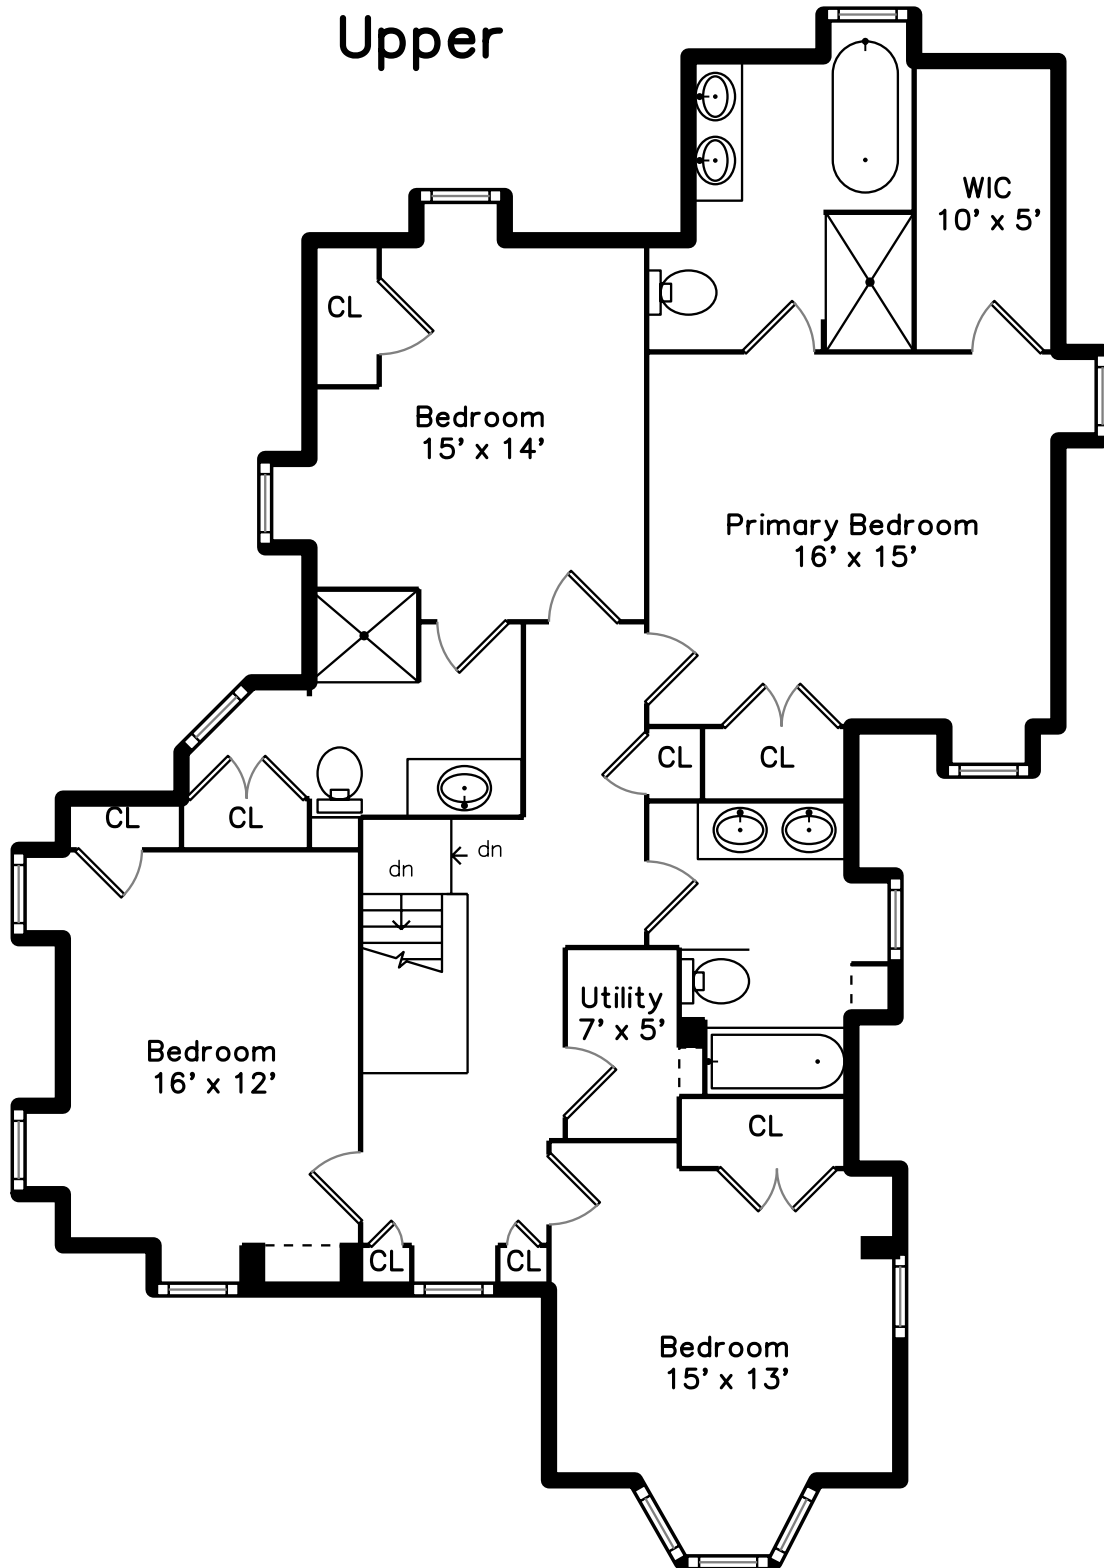 Upper
WIC
10' x 5'
CL
Bedroom
15' x 14'
Primary Bedroom
16' x 15'
CL
CL
CL
CL
dn
dn
Utility
7' x 5'
Bedroom
16' x 12'
CL
CL
CL
Bedroom
15' x 13'